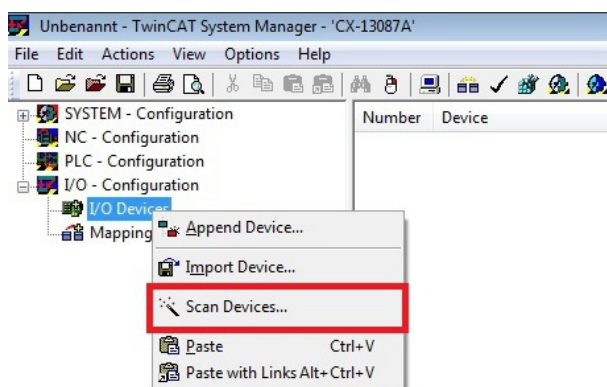 Unbenannt - TwinCAT System Manager - 'CX-13087A'
File Edit Actions View Options Help
SYSTEM - Configuration
NC - Configuration
PLC - Configuration
I/O - Configuration
I/O Devices
Mapping
Number Device
Append Device...
Import Device...
Scan Devices...
Paste Ctrl+V
Paste with Links Alt+Ctrl+V